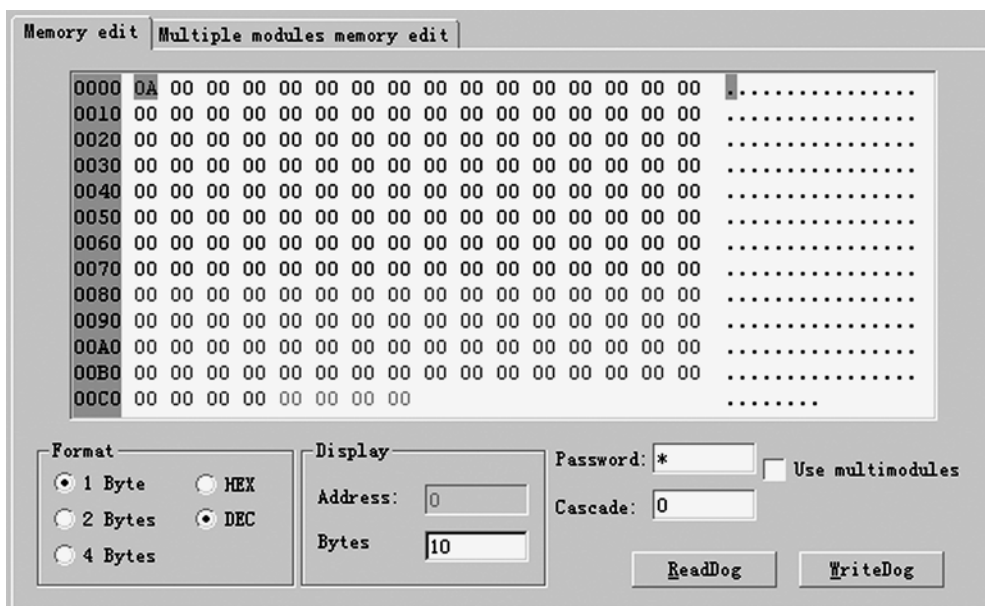 Memory edit Multiple modules memory edit
0000 0A 00 00 00 00 00 00 00 00 00 00 00 00 00 00 00 ................
0010 00 00 00 00 00 00 00 00 00 00 00 00 00 00 00 00 ................
0020 00 00 00 00 00 00 00 00 00 00 00 00 00 00 00 00 ................
0030 00 00 00 00 00 00 00 00 00 00 00 00 00 00 00 00 ................
0040 00 00 00 00 00 00 00 00 00 00 00 00 00 00 00 00 ................
0050 00 00 00 00 00 00 00 00 00 00 00 00 00 00 00 00 ................
0060 00 00 00 00 00 00 00 00 00 00 00 00 00 00 00 00 ................
0070 00 00 00 00 00 00 00 00 00 00 00 00 00 00 00 00 ................
0080 00 00 00 00 00 00 00 00 00 00 00 00 00 00 00 00 ................
0090 00 00 00 00 00 00 00 00 00 00 00 00 00 00 00 00 ................
00A0 00 00 00 00 00 00 00 00 00 00 00 00 00 00 00 00 ................
00B0 00 00 00 00 00 00 00 00 00 00 00 00 00 00 00 00 ................
00C0 00 00 00 00 00 00 00 00 ........
Format
1 Byte HEX
2 Bytes DEC
4 Bytes
Display
Address: 0
Bytes 10
Password: *
Use multimodules
Cascade: 0
ReadDog WriteDog